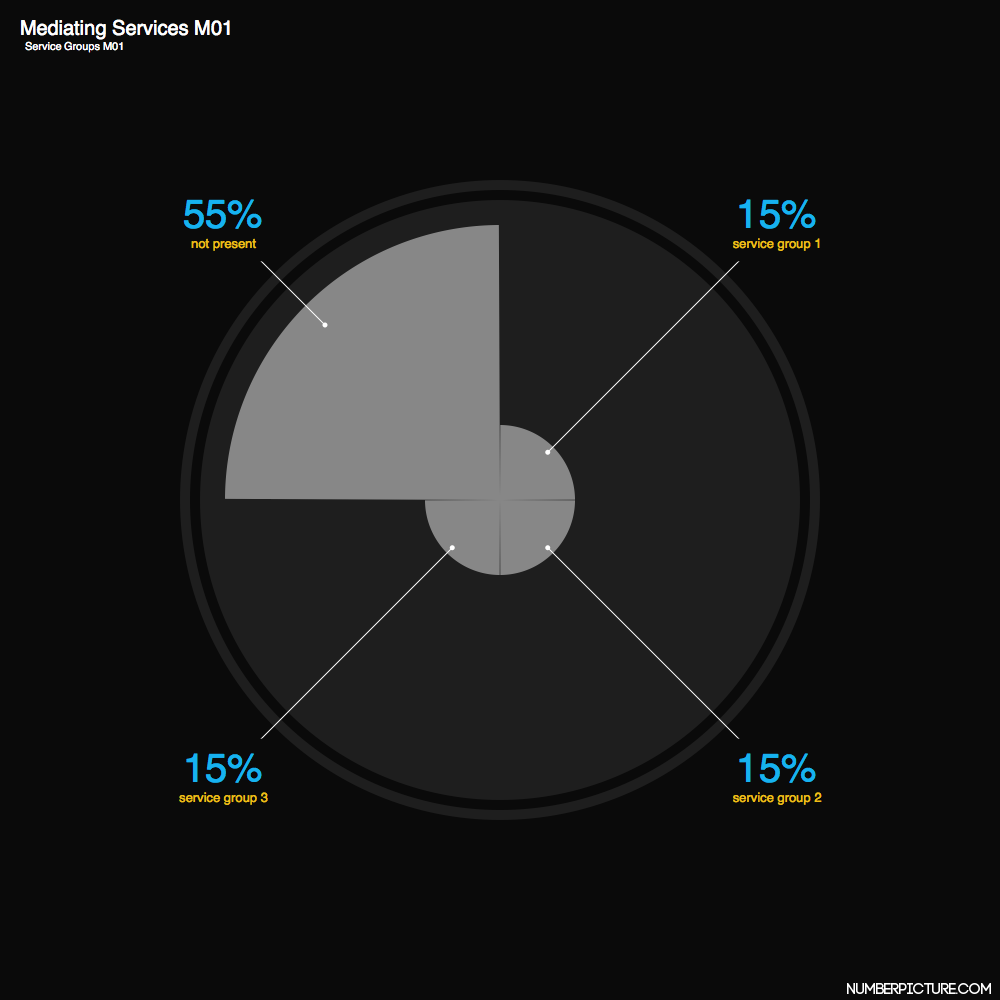 Mediating Services M01
Service Groups M01
55%
not present
15%
service group 1
15%
service group 3
15%
service group 2
NUMBERPICTURE.COM